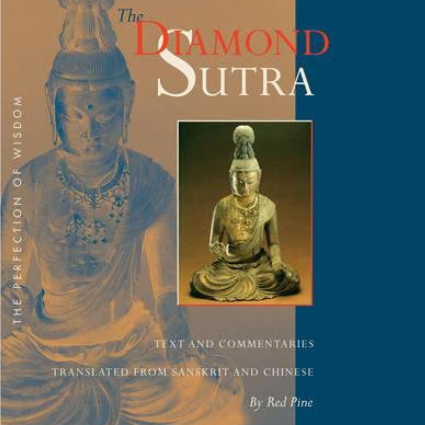 The
DIAMOND
SUTRA
THE PERFECTION OF WISDOM
TEXT AND COMMENTARIES
TRANSLATED FROM SANSKRIT AND CHINESE
By Red Pine